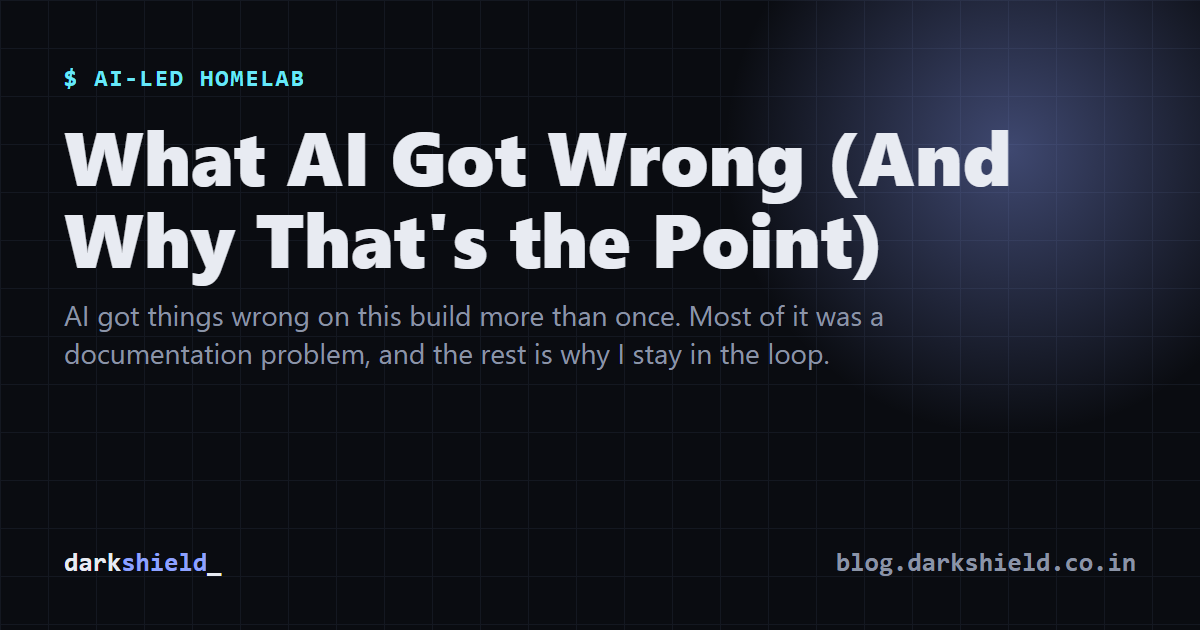 $ AI-LED HOMELAB
What AI Got Wrong (And
Why That's the Point)
AI got things wrong on this build more than once. Most of it was a
documentation problem, and the rest is why I stay in the loop.
darkshield_
blog.darkshield.co.in